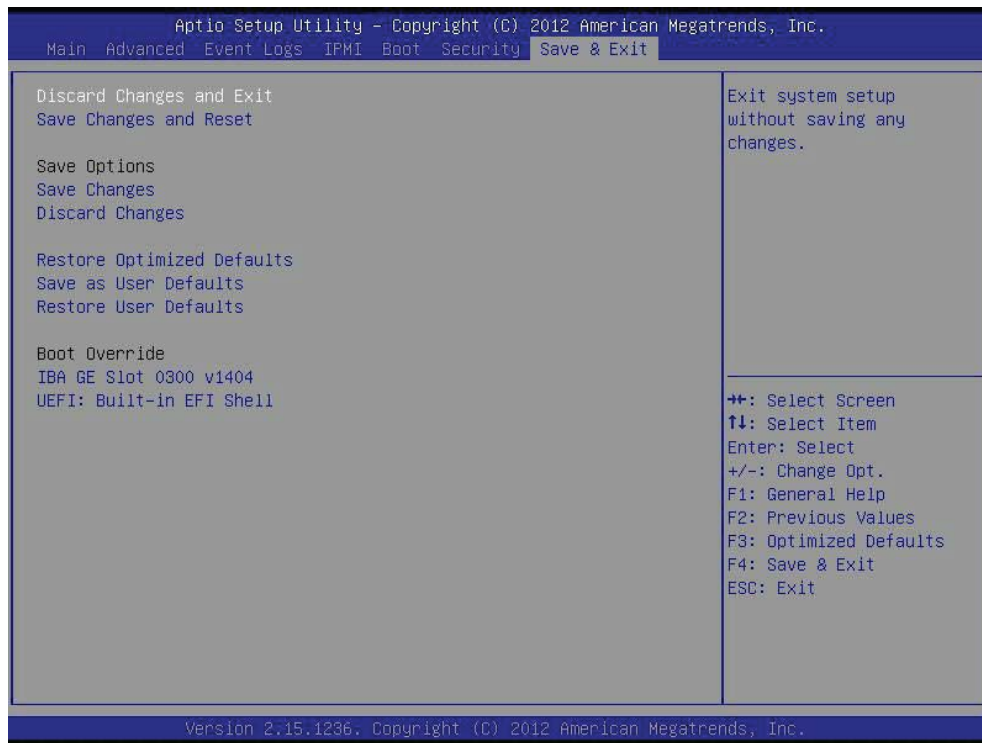 Aptio Setup Utility – Copyright (C) 2012 American Megatrends, Inc.
Main Advanced Event Logs IPMI Boot Security Save & Exit
Discard Changes and Exit
Save Changes and Reset
Save Options
Save Changes
Discard Changes
Restore Optimized Defaults
Save as User Defaults
Restore User Defaults
Boot Override
IBA GE Slot 0300 v1404
UEFI: Built-in EFI Shell
Exit system setup
without saving any
changes.
→←: Select Screen
↑↓: Select Item
Enter: Select
+/-: Change Opt.
F1: General Help
F2: Previous Values
F3: Optimized Defaults
F4: Save & Exit
ESC: Exit
Version 2.15.1236. Copyright (C) 2012 American Megatrends, Inc.